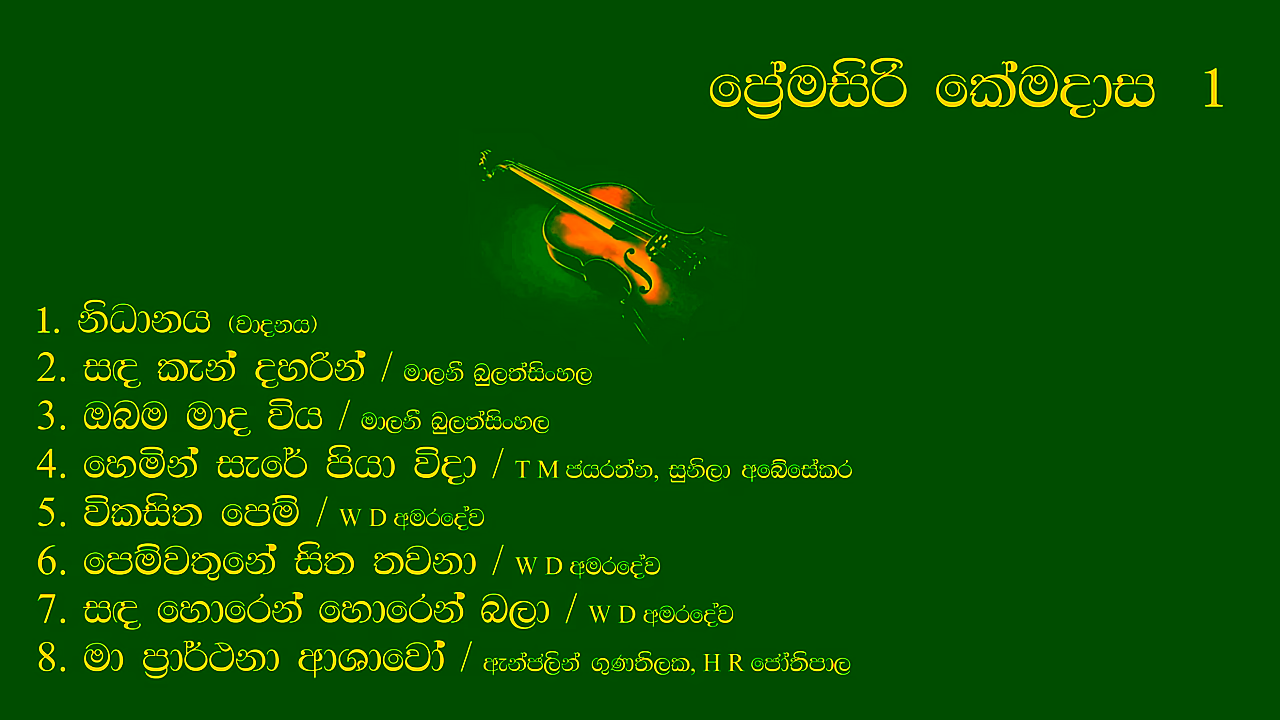 ප්‍රේමසිරි කේමදාස 1
1. නිධානය (වාදනය)
2. සඳ කැන් දහරින් / මාලනී බුලත්සිංහල
3. ඔබම මාද විය / මාලනී බුලත්සිංහල
4. හෙමින් සැරේ පියා විදා / T M ජයරත්න, සුනිලා අබේසේකර
5. විකසිත පෙම් / W D අමරදේව
6. පෙම්වතුනේ සිත තවනා / W D අමරදේව
7. සඳ හොරෙන් හොරෙන් බලා / W D අමරදේව
8. මා ප්‍රාර්ථනා ආශාවෝ / ඇන්ජලින් ගුණතිලක, H R ජෝතිපාල